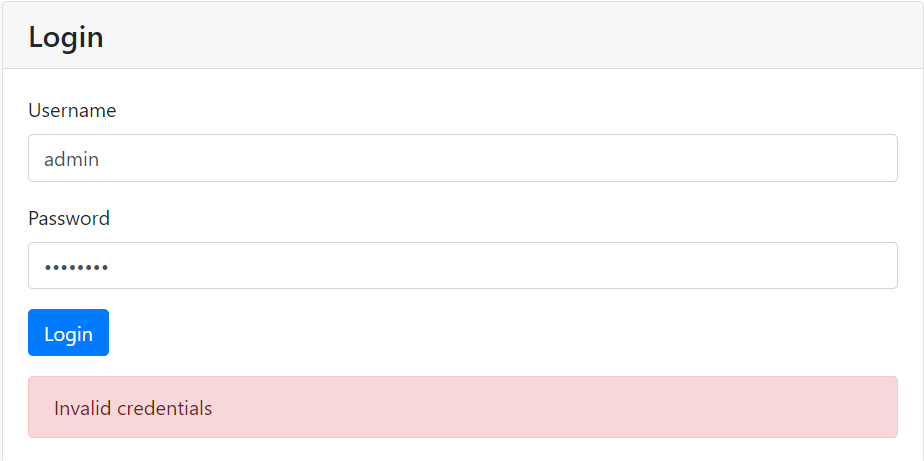 Login
Username
admin
Password
••••••••
Login
Invalid credentials